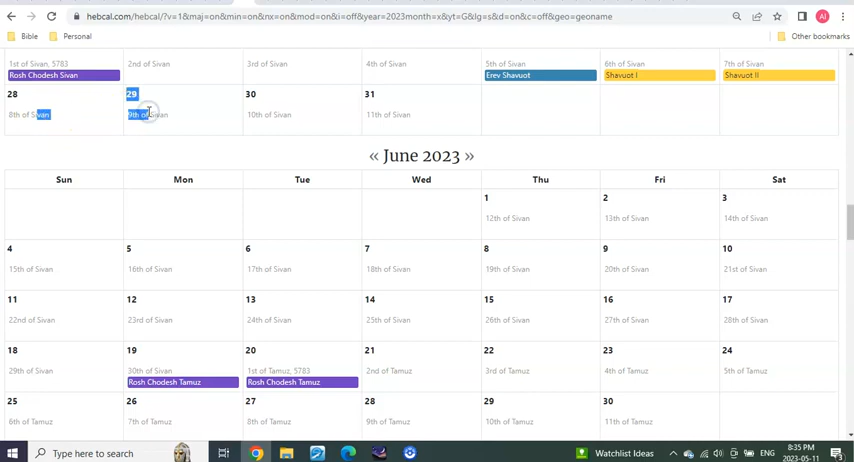 hebcal.com/hebcal/?v=1&maj=on&min=on&nx=on&mod=on&i=off&year=2023month=x&yt=G&lg=s&d=on&c=off&geo=geoname
AI
Bible Personal Other bookmarks
1st of Sivan, 5783 2nd of Sivan 3rd of Sivan 4th of Sivan 5th of Sivan 6th of Sivan 7th of Sivan
Rosh Chodesh Sivan Erev Shavuot Shavuot I Shavuot II
28 29 30 31
8th of Sivan 9th of Sivan 10th of Sivan 11th of Sivan
« June 2023 »
Sun Mon Tue Wed Thu Fri Sat
1 2 3
12th of Sivan 13th of Sivan 14th of Sivan
4 5 6 7 8 9 10
15th of Sivan 16th of Sivan 17th of Sivan 18th of Sivan 19th of Sivan 20th of Sivan 21st of Sivan
11 12 13 14 15 16 17
22nd of Sivan 23rd of Sivan 24th of Sivan 25th of Sivan 26th of Sivan 27th of Sivan 28th of Sivan
18 19 20 21 22 23 24
29th of Sivan 30th of Sivan 1st of Tamuz, 5783 2nd of Tamuz 3rd of Tamuz 4th of Tamuz 5th of Tamuz
Rosh Chodesh Tamuz Rosh Chodesh Tamuz
25 26 27 28 29 30
6th of Tamuz 7th of Tamuz 8th of Tamuz 9th of Tamuz 10th of Tamuz 11th of Tamuz
Type here to search Watchlist Ideas ENG 8:35 PM
2023-05-11
3